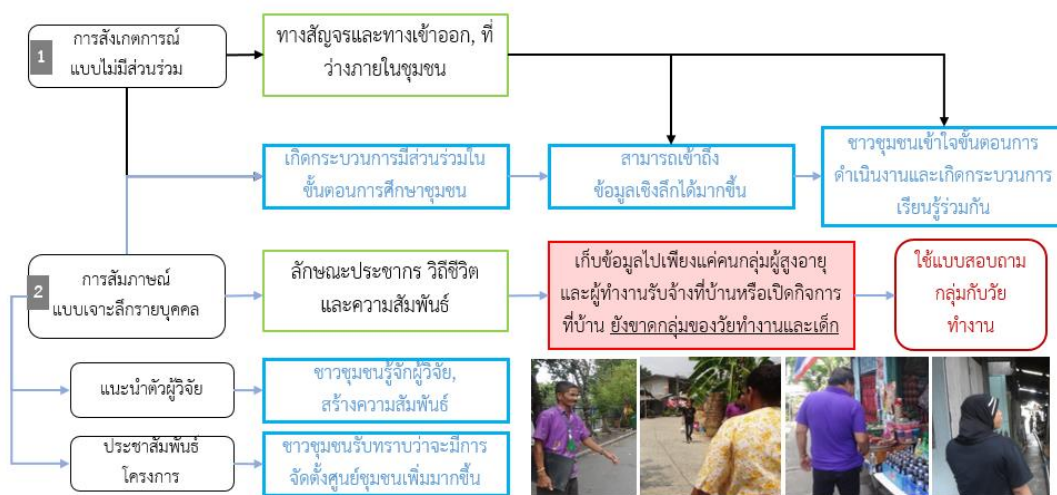 1
การสังเกตการณ์
แบบไม่มีส่วนร่วม
ทางสัญจรและทางเข้าออก, ที่
ว่างภายในชุมชน
เกิดกระบวนการมีส่วนร่วมใน
ขั้นตอนการศึกษาชุมชน
สามารถเข้าถึง
ข้อมูลเชิงลึกได้มากขึ้น
ชาวชุมชนเข้าใจขั้นตอนการ
ดำเนินงานและเกิดกระบวนการ
เรียนรู้ร่วมกัน
2
การสัมภาษณ์
แบบเจาะลึกรายบุคคล
ลักษณะประชากร วิถีชีวิต
และความสัมพันธ์
เก็บข้อมูลไปเพียงแค่คนกลุ่มผู้สูงอายุ
และผู้ทำงานรับจ้างที่บ้านหรือเปิดกิจการ
ที่บ้าน ยังขาดกลุ่มของวัยทำงานและเด็ก
ใช้แบบสอบถาม
กลุ่มกับวัย
ทำงาน
แนะนำตัวผู้วิจัย
ชาวชุมชนรู้จักผู้วิจัย,
สร้างความสัมพันธ์
ประชาสัมพันธ์
โครงการ
ชาวชุมชนรับทราบว่าจะมีการ
จัดตั้งศูนย์ชุมชนเพิ่มมากขึ้น